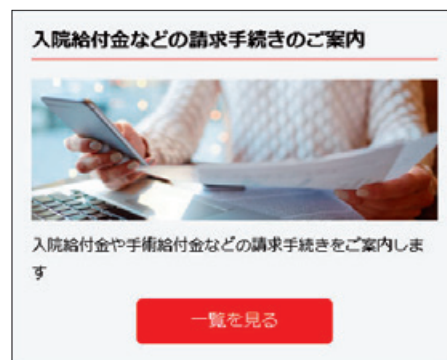 入院給付金などの請求手続きのご案内
入院給付金や手術給付金などの請求手続きをご案内しま
す
一覧を見る